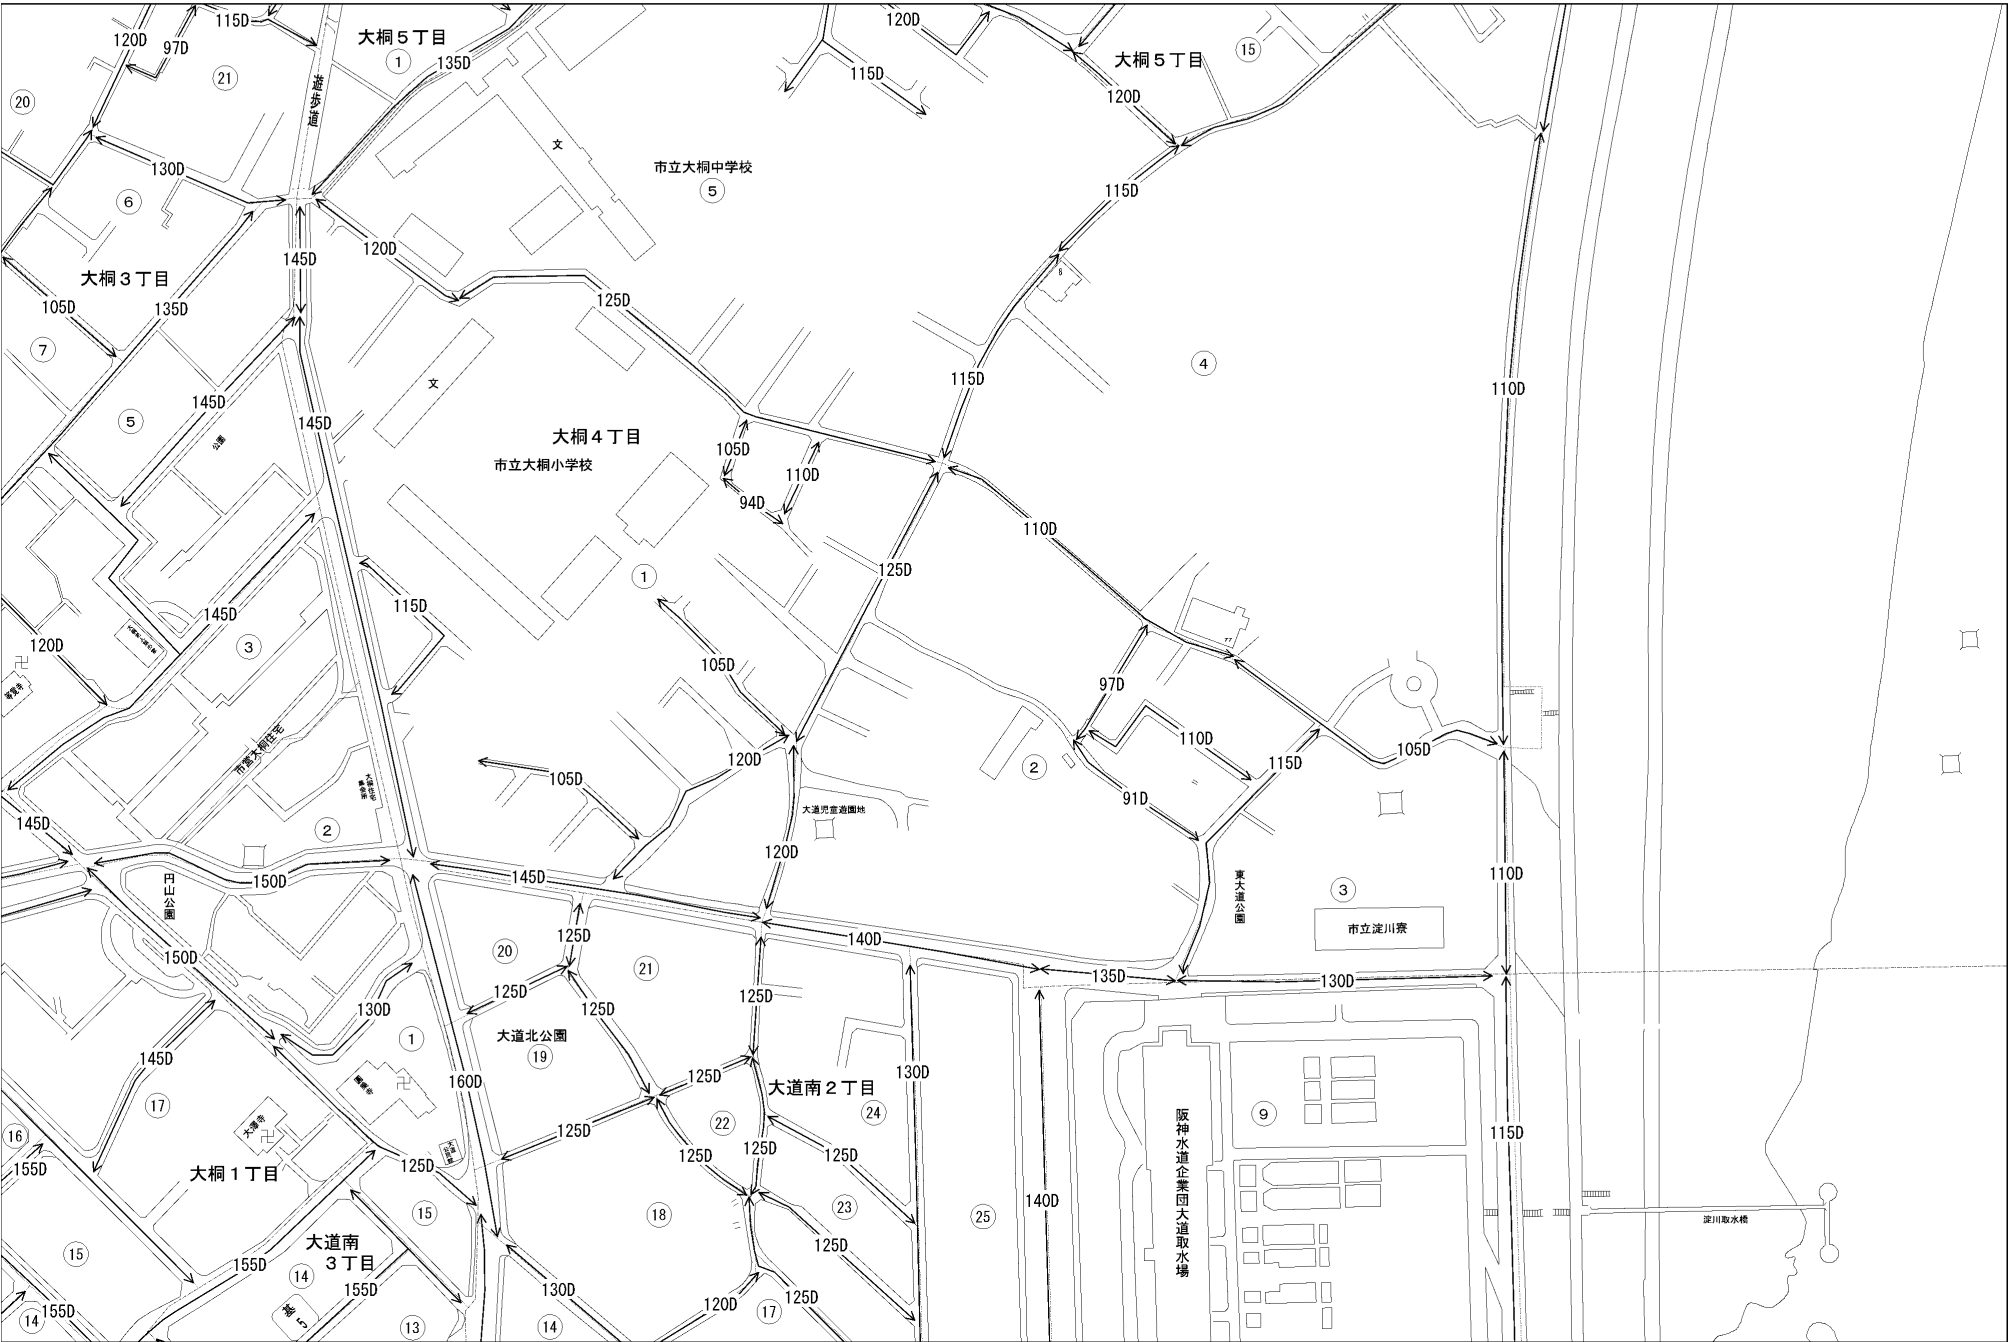 115D
120D
97D
21
20
遊歩道
大桐５丁目
1
135D
120D
115D
大桐５丁目
15
120D
文
市立大桐中学校
5
130D
6
115D
120D
145D
大桐３丁目
105D
135D
125D
8
7
4
115D
110D
文
145D
5
145D
公園
大桐４丁目
市立大桐小学校
105D
110D
94D
110D
125D
1
145D
115D
3
120D
105D
77
97D
市営大桐住宅
110D
105D
120D
105D
2
115D
91D
大道児童遊園地
145D
2
120D
150D
145D
円山公園
東大道公園
3
110D
市立淀川寮
20
125D
21
140D
135D
130D
150D
125D
125D
125D
130D
1
大道北公園
19
145D
160D
125D
130D
大道南２丁目
24
17
22
9
阪神水道企業団大道取水場
115D
16
155D
125D
125D
125D
125D
125D
大桐１丁目
15
18
23
25
140D
淀川取水橋
大道南
３丁目
15
14
155D
125D
155D
130D
120D
125D
17
155D
14
基
5
13
14